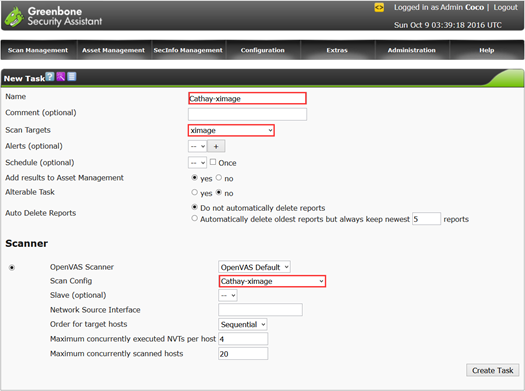 Greenbone
Security Assistant
Logged in as Admin Coco | Logout
Sun Oct 9 03:39:18 2016 UTC
Scan Management Asset Management SecInfo Management Configuration Extras Administration Help
New Task
Name Cathay-ximage
Comment (optional)
Scan Targets ximage
Alerts (optional) -- +
Schedule (optional) -- Once
Add results to Asset Management yes no
Alterable Task yes no
Auto Delete Reports Do not automatically delete reports
Automatically delete oldest reports but always keep newest 5 reports
Scanner
OpenVAS Scanner OpenVAS Default
Scan Config Cathay-ximage
Slave (optional) --
Network Source Interface
Order for target hosts Sequential
Maximum concurrently executed NVTs per host 4
Maximum concurrently scanned hosts 20
Create Task